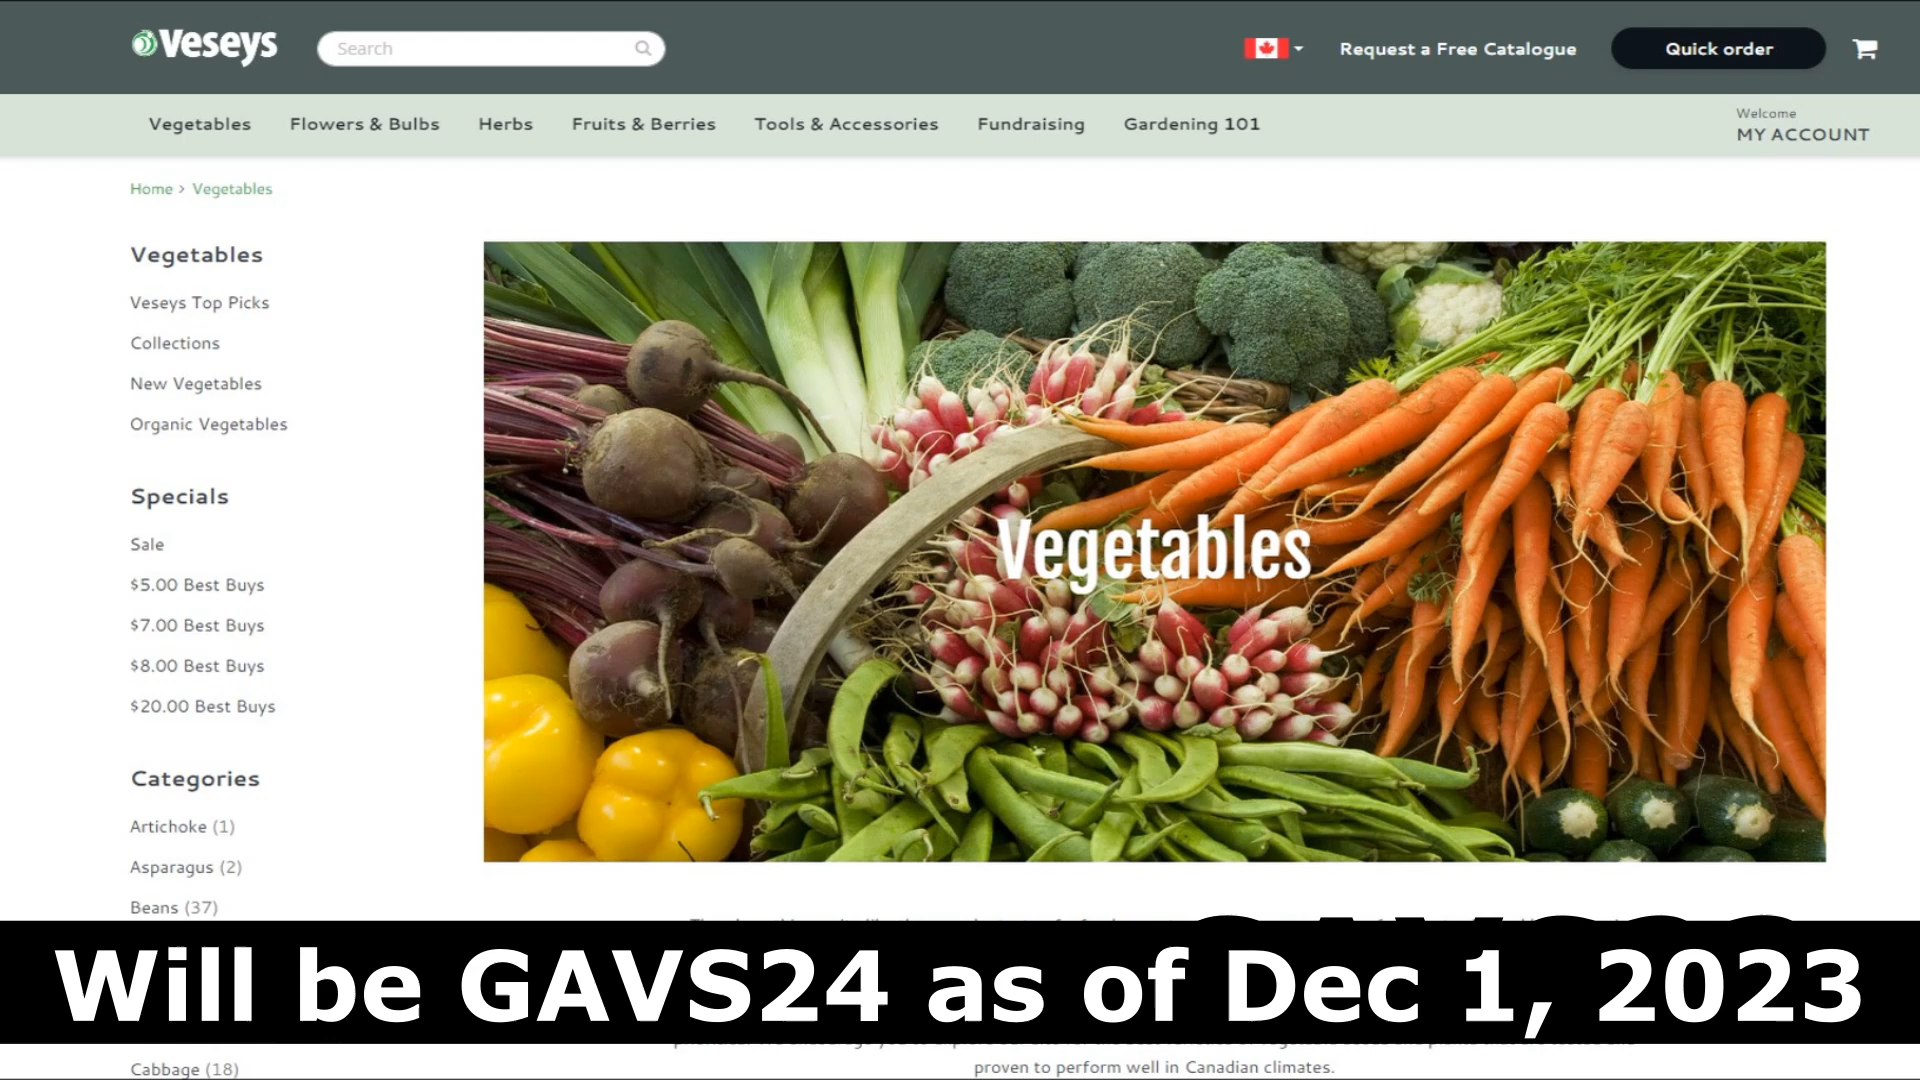 Veseys
Search
Request a Free Catalogue
Quick order
Vegetables
Flowers & Bulbs
Herbs
Fruits & Berries
Tools & Accessories
Fundraising
Gardening 101
Welcome
MY ACCOUNT
Home > Vegetables
Vegetables
Veseys Top Picks
Collections
New Vegetables
Organic Vegetables
Specials
Sale
$5.00 Best Buys
$7.00 Best Buys
$8.00 Best Buys
$20.00 Best Buys
Categories
Artichoke (1)
Asparagus (2)
Beans (37)
Vegetables
Will be GAVS24 as of Dec 1, 2023
Cabbage (18)
proven to perform well in Canadian climates.